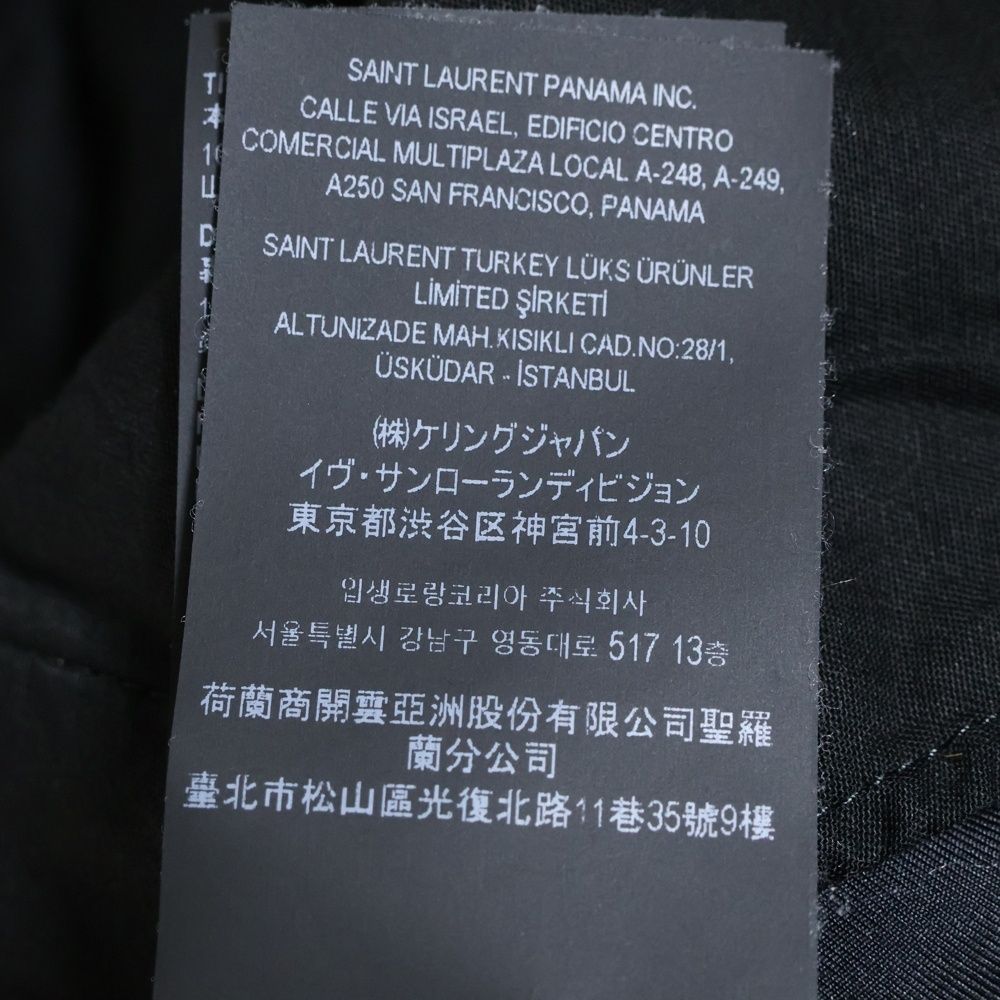 SAINT LAURENT PANAMA INC.
CALLE VIA ISRAEL, EDIFICIO CENTRO
COMERCIAL MULTIPLAZA LOCAL A-248, A-249,
A250 SAN FRANCISCO, PANAMA
SAINT LAURENT TURKEY LÜKS ÜRÜNLER
LİMİTED ŞİRKETİ
ALTUNIZADE MAH.KISIKLI CAD.NO:28/1,
ÜSKÜDAR - İSTANBUL
(株)ケリングジャパン
イヴ・サンローランディビジョン
東京都渋谷区神宮前4-3-10
입생로랑코리아 주식회사
서울특별시 강남구 영동대로 517 13층
荷蘭商開雲亞洲股份有限公司聖羅
蘭分公司
臺北市松山區光復北路11巷35號9樓